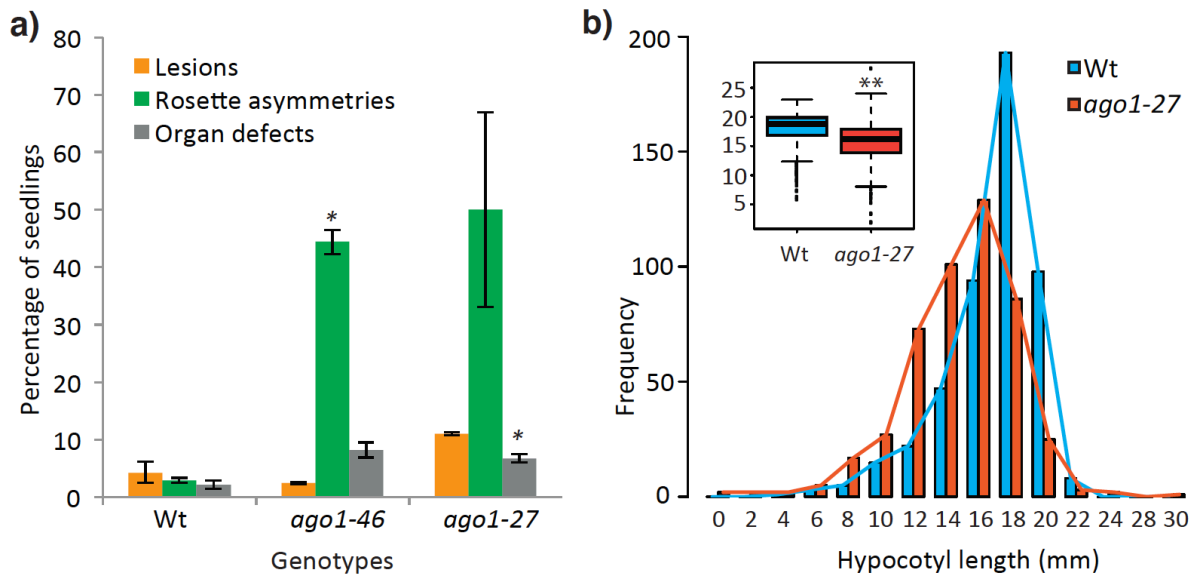 a)
80
70
60
50
40
30
20
10
0
Percentage of seedlings
Lesions
Rosette asymmetries
Organ defects
*
*
Wt
ago1-46
ago1-27
Genotypes
b)
200
150
100
50
0
Frequency
25
20
15
10
5
**
Wt
ago1-27
Wt
ago1-27
0 2 4 6 8 10 12 14 16 18 20 22 24 28 30
Hypocotyl length (mm)